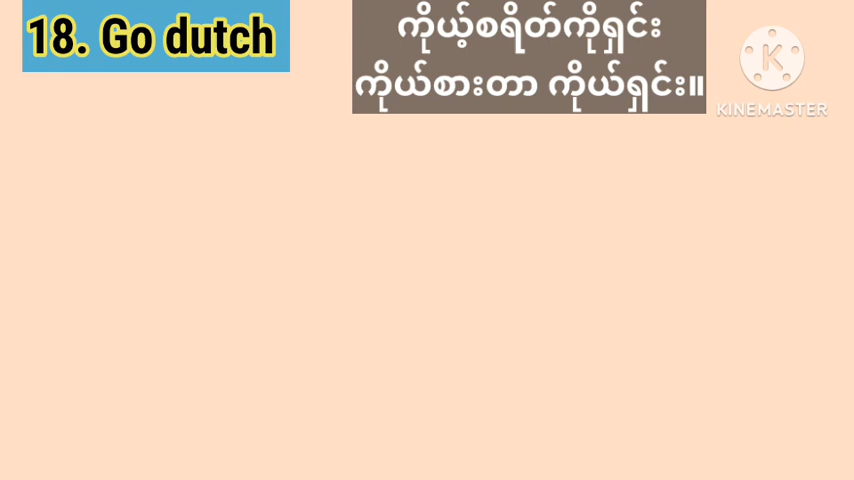 18. Go dutch
ကိုယ့်စရိတ်ကိုရှင်း
ကိုယ်စားတာ ကိုယ်ရှင်း။
K
KINEMASTER